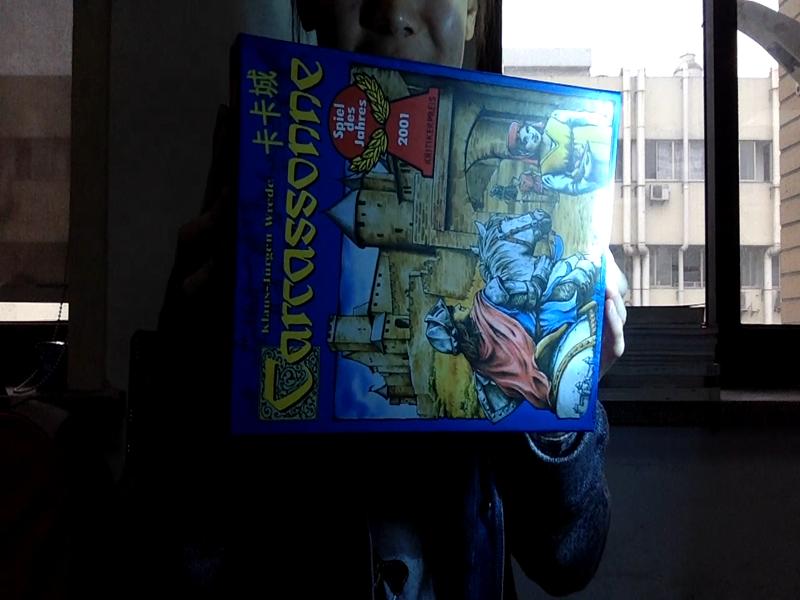 卡卡城
Klaus-Jürgen Wrede
Carcassonne
Spiel
des
Jahres
2001
KRITIKERPREIS